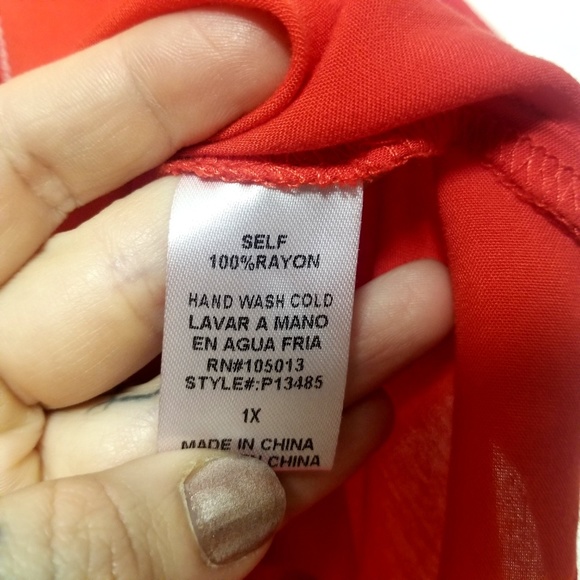 SELF
100%RAYON
HAND WASH COLD
LAVAR A MANO
EN AGUA FRIA
RN#105013
STYLE#:P13485
1X
MADE IN CHINA
CHINA